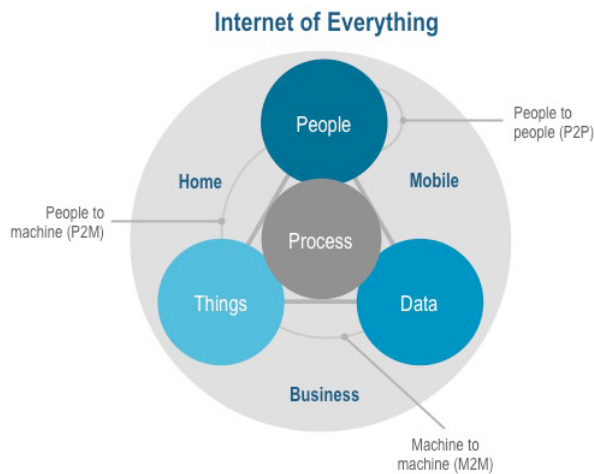 Internet of Everything
People
People to
people (P2P)
Home
Mobile
People to
machine (P2M)
Process
Things
Data
Business
Machine to
machine (M2M)